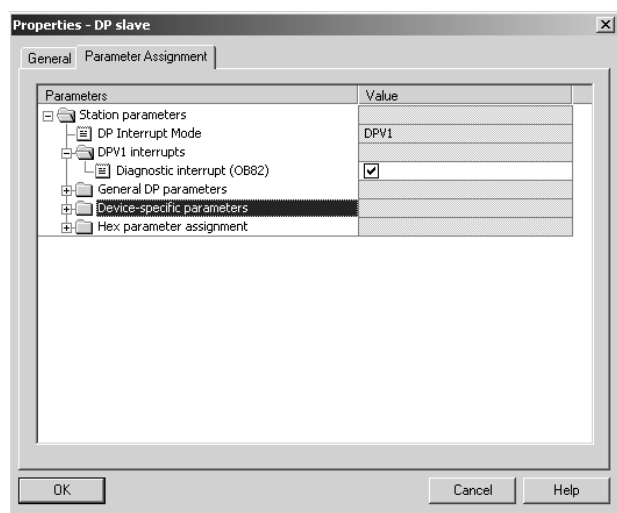 Properties - DP slave
General Parameter Assignment
Parameters Value
Station parameters
DP Interrupt Mode DPV1
DPV1 interrupts
Diagnostic interrupt (OB82)
General DP parameters
Device-specific parameters
Hex parameter assignment
OK Cancel Help